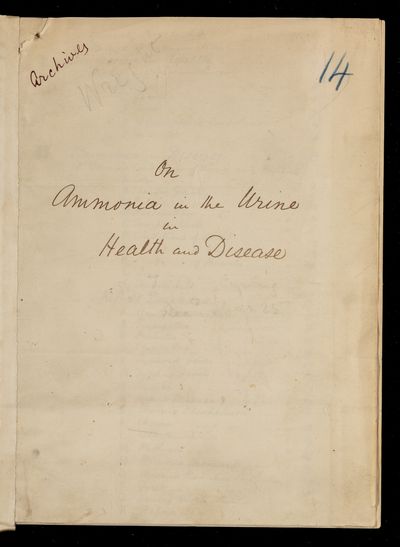 Archives
14
On
Ammonia in the Urine
in
Health and Disease